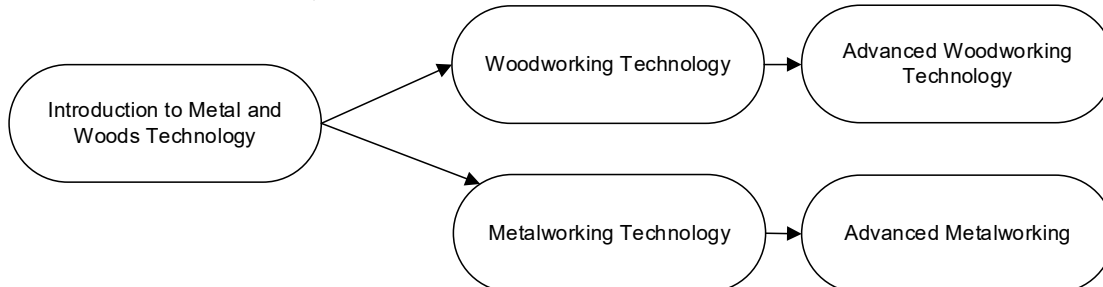 Introduction to Metal and
Woods Technology
Woodworking Technology
Advanced Woodworking
Technology
Metalworking Technology
Advanced Metalworking